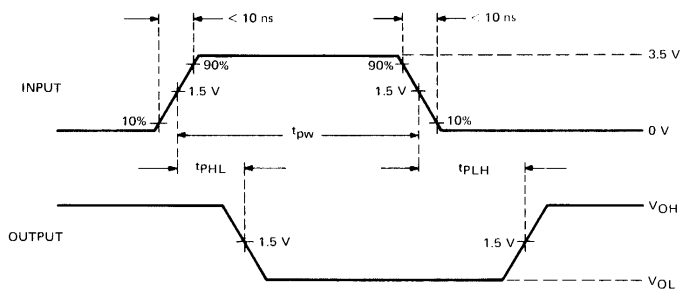 < 10 ns
< 10 ns
90%
90%
3.5 V
INPUT
1.5 V
1.5 V
10%
10%
0 V
tpw
tPHL
tPLH
VOH
OUTPUT
1.5 V
1.5 V
VOL